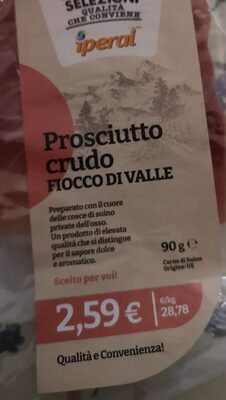 SELEZIONI
QUALITÀ
CHE CONVIENE
iperal
Prosciutto
crudo
FIOCCO DI VALLE
Preparato con il cuore
delle cosce di suino
private dell'osso.
Un prodotto di elevata
qualità che si distingue
per il sapore dolce
e aromatico.
90 g e
Carne di Suino
Origine: UE
Scelto per voi!
2,59 €
€/kg
28,78
Qualità e Convenienza!